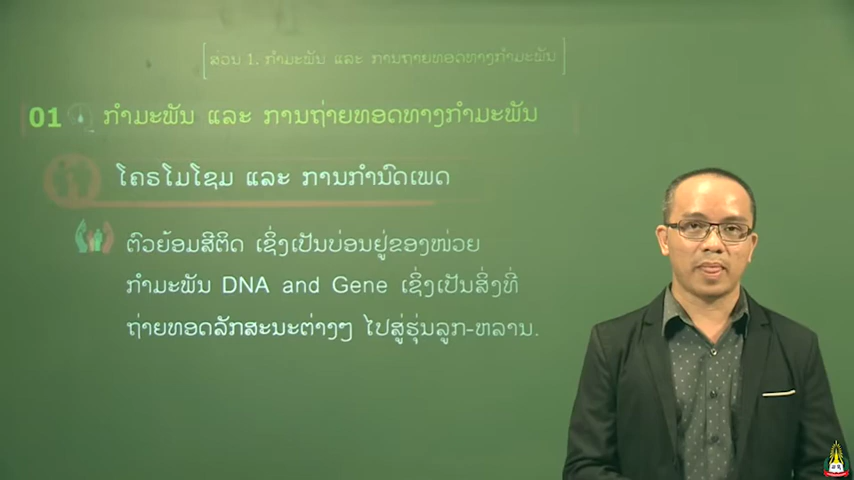 ສ່ວນ 1. ກຳມະພັນ ແລະ ການຖ່າຍທອດທາງກຳມະພັນ
01 ກຳມະພັນ ແລະ ການຖ່າຍທອດທາງກຳມະພັນ
ໂຄຣໂມໂຊມ ແລະ ການກຳນົດເພດ
ຕົວຍ້ອມສີຕິດ ເຊິ່ງເປັນບ່ອນຢູ່ຂອງໜ່ວຍ
ກຳມະພັນ DNA and Gene ເຊິ່ງເປັນສິ່ງທີ່
ຖ່າຍທອດລັກສະນະຕ່າງໆ ໄປສູ່ຮຸ່ນລູກ-ຫລານ.